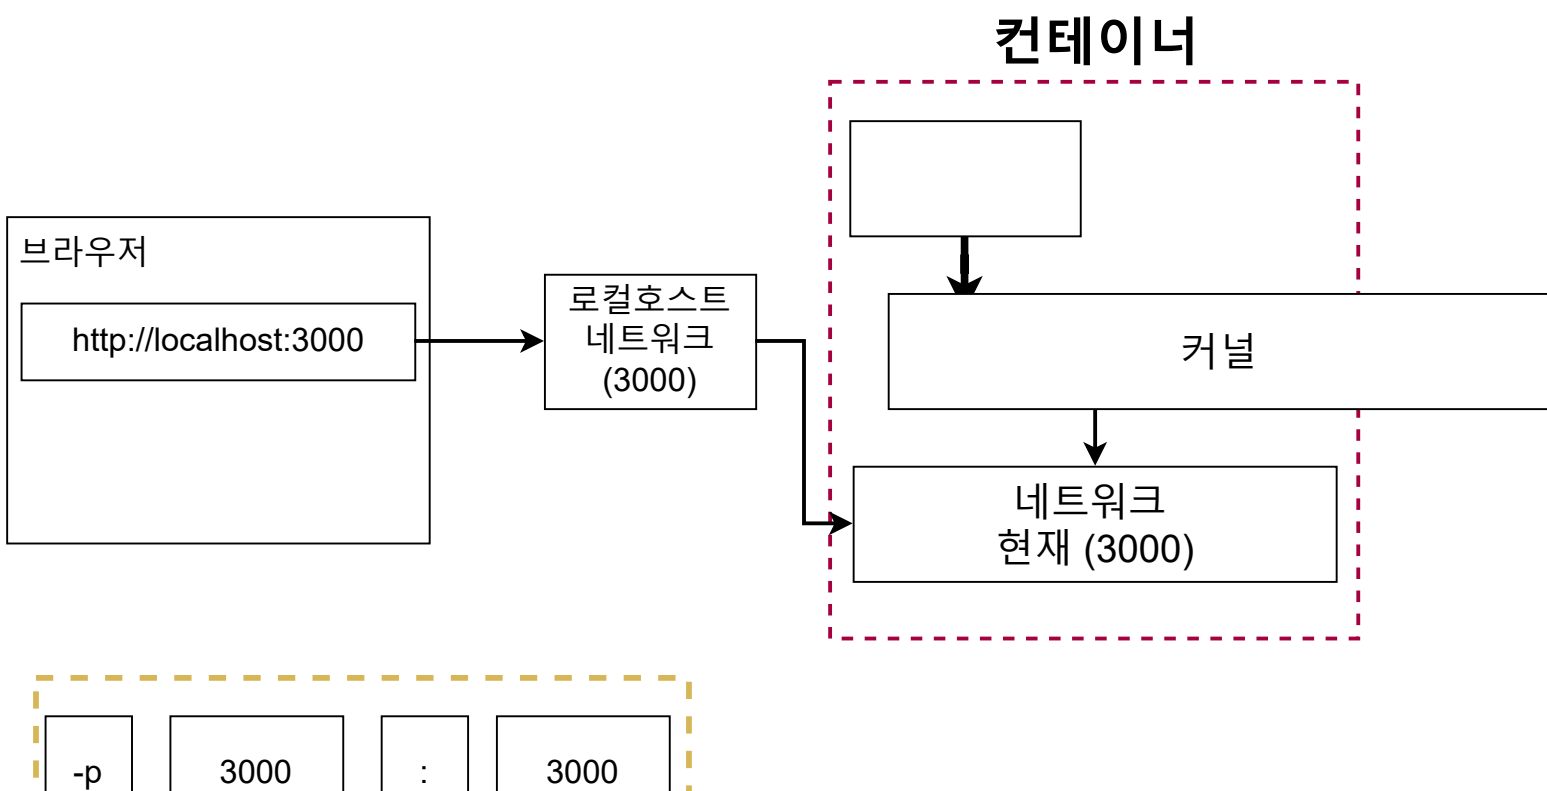 컨테이너
브라우저
http://localhost:3000
로컬호스트
네트워크
(3000)
커널
네트워크
현재 (3000)
-p 3000 : 3000